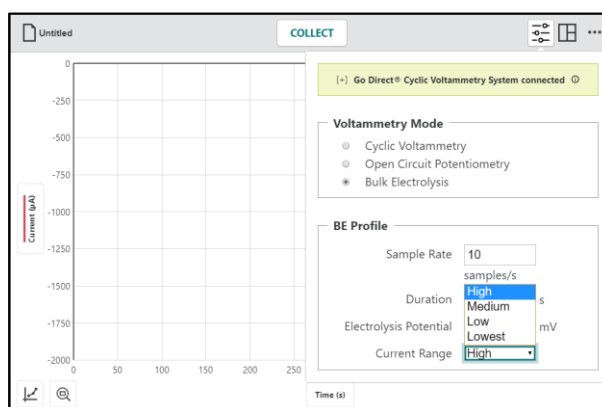 Untitled
COLLECT
...
[+] Go Direct® Cyclic Voltammetry System connected
Voltammetry Mode
Cyclic Voltammetry
Open Circuit Potentiometry
Bulk Electrolysis
BE Profile
Sample Rate 10
samples/s
High
Medium
Low
Lowest
Duration s
Electrolysis Potential mV
Current Range High
Current (µA)
0
-250
-500
-750
-1000
-1250
-1500
-1750
-2000
0 50 100 150 200 250
Time (s)